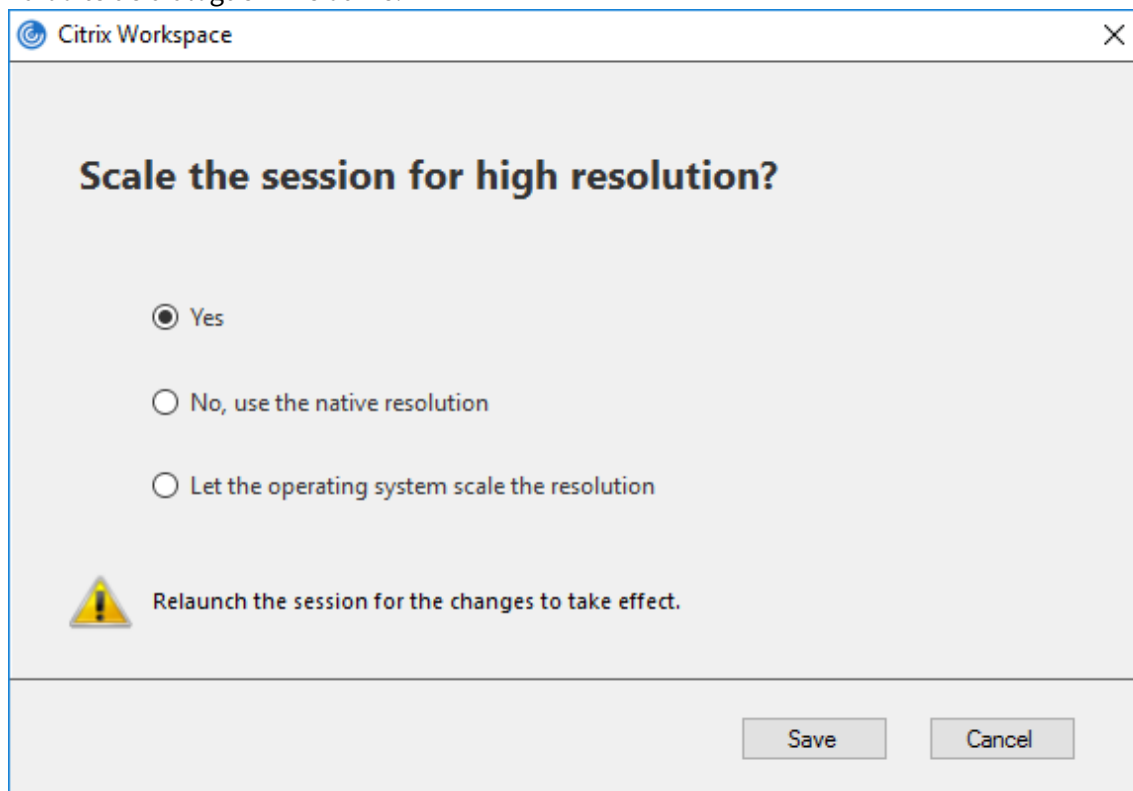 Citrix Workspace
Scale the session for high resolution?
Yes
No, use the native resolution
Let the operating system scale the resolution
Relaunch the session for the changes to take effect.
Save Cancel